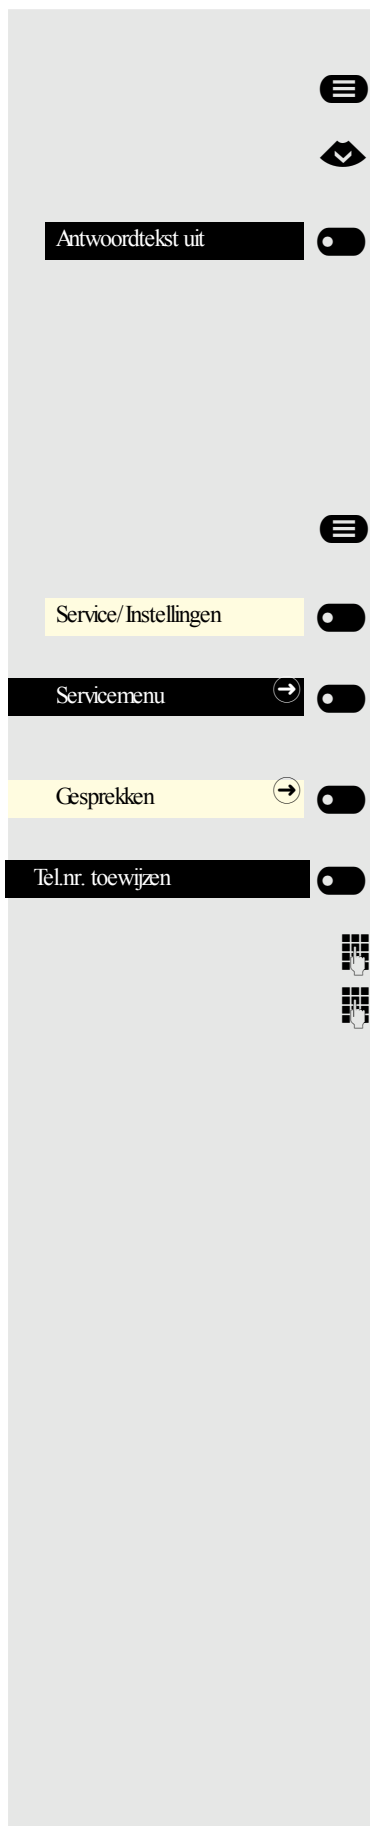 Antwoordtekst uit
Service/Instellingen
Servicemenu
Gesprekken
Tel.nr. toewijzen